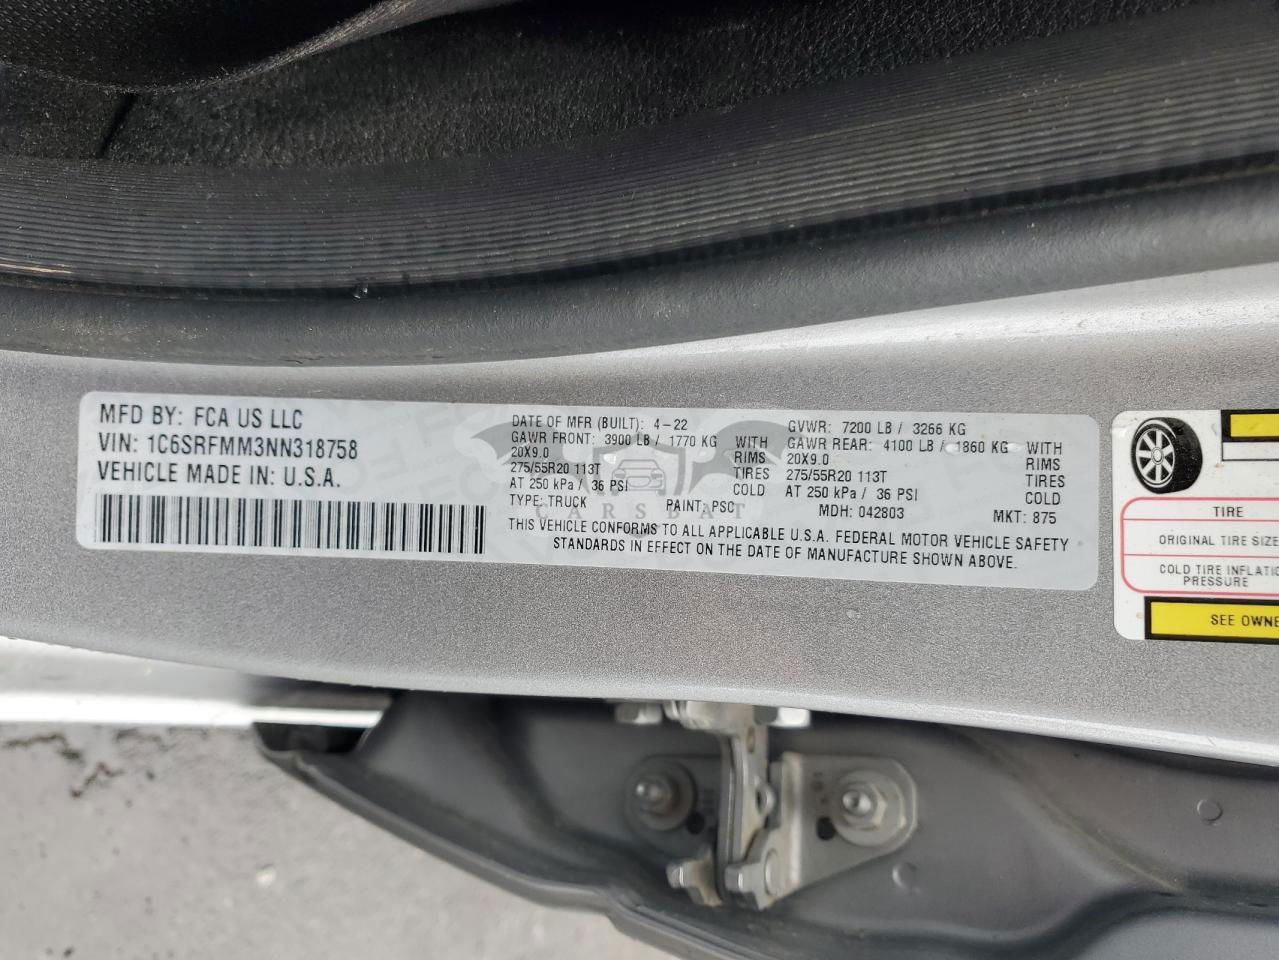 MFD BY: FCA US LLC
VIN: 1C6SRFMM3NN318758
VEHICLE MADE IN: U.S.A.
DATE OF MFR (BUILT): 4-22 GVWR: 7200 LB / 3266 KG
GAWR FRONT: 3900 LB / 1770 KG WITH GAWR REAR: 4100 LB / 1860 KG WITH
20X9.0 RIMS 20X9.0 RIMS
275/55R20 113T TIRES 275/55R20 113T TIRES
AT 250 kPa / 36 PSI COLD AT 250 kPa / 36 PSI COLD
TYPE: TRUCK PAINT: PSC MDH: 042803 MKT: 875
THIS VEHICLE CONFORMS TO ALL APPLICABLE U.S.A. FEDERAL MOTOR VEHICLE SAFETY
STANDARDS IN EFFECT ON THE DATE OF MANUFACTURE SHOWN ABOVE.
CARSBAT
TIRE
ORIGINAL TIRE SIZE
COLD TIRE
PRESSURE
SEE